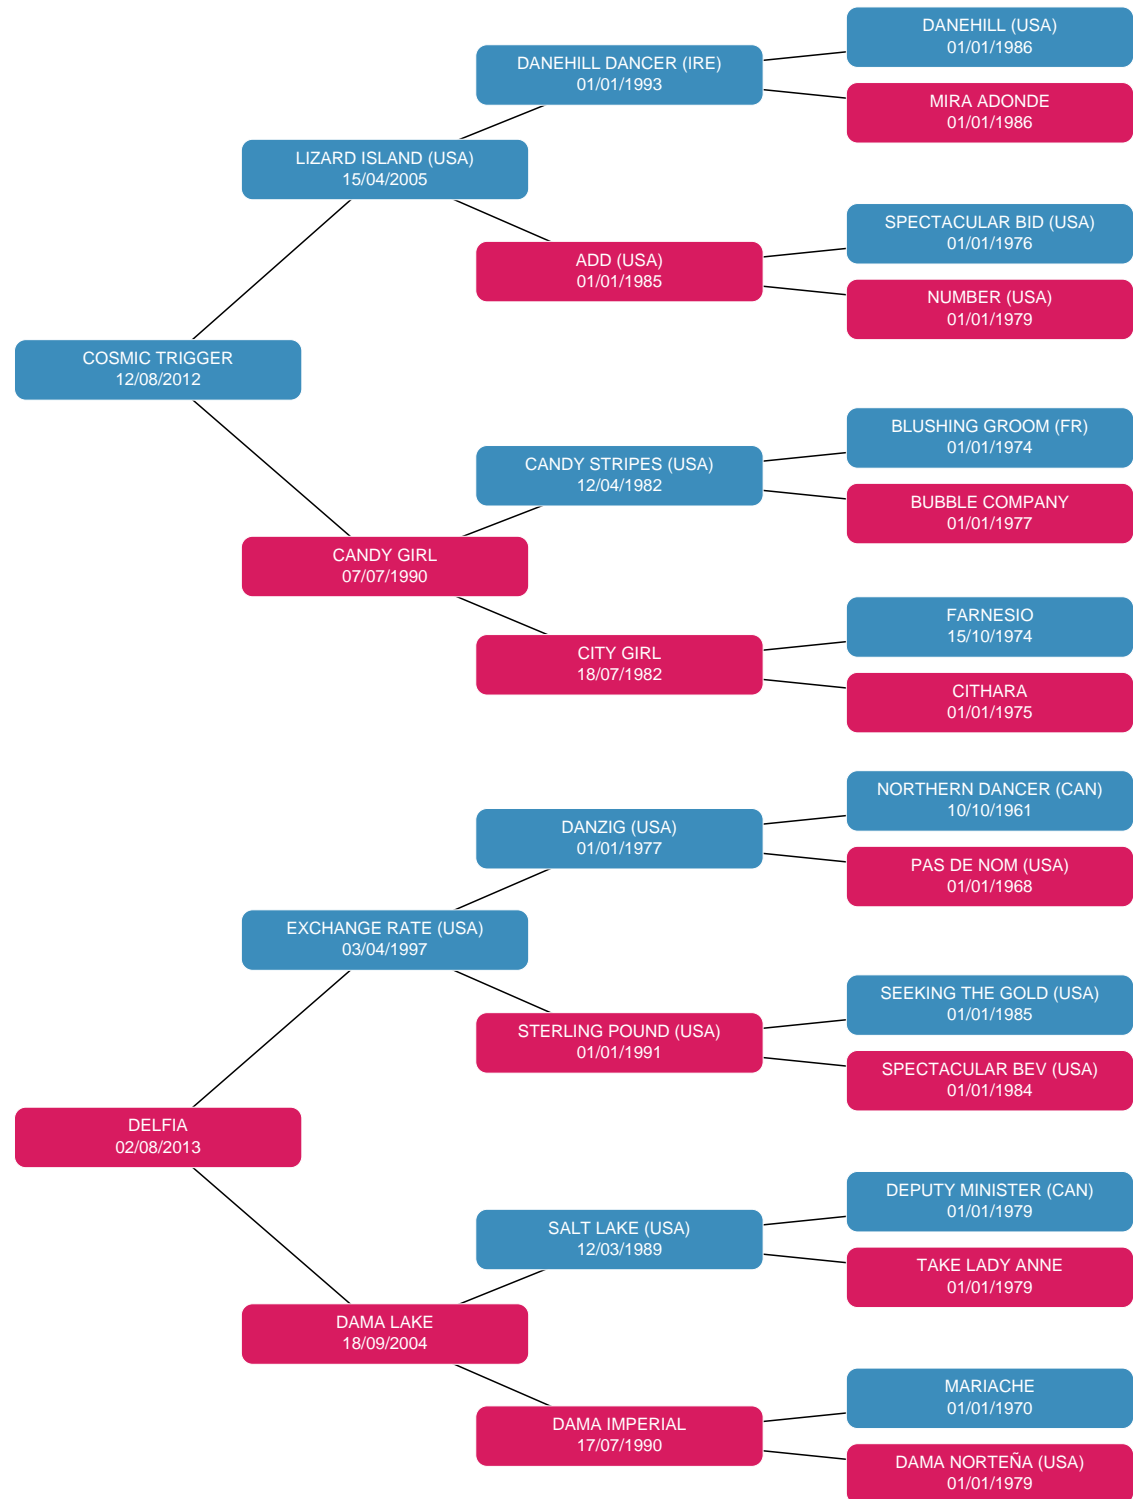 DANEHILL (USA)
01/01/1986
DANEHILL DANCER (IRE)
01/01/1993
MIRA ADONDE
01/01/1986
LIZARD ISLAND (USA)
15/04/2005
SPECTACULAR BID (USA)
01/01/1976
ADD (USA)
01/01/1985
NUMBER (USA)
01/01/1979
COSMIC TRIGGER
12/08/2012
BLUSHING GROOM (FR)
01/01/1974
CANDY STRIPES (USA)
12/04/1982
BUBBLE COMPANY
01/01/1977
CANDY GIRL
07/07/1990
FARNESIO
15/10/1974
CITY GIRL
18/07/1982
CITHARA
01/01/1975
NORTHERN DANCER (CAN)
10/10/1961
DANZIG (USA)
01/01/1977
PAS DE NOM (USA)
01/01/1968
EXCHANGE RATE (USA)
03/04/1997
SEEKING THE GOLD (USA)
01/01/1985
STERLING POUND (USA)
01/01/1991
SPECTACULAR BEV (USA)
01/01/1984
DELFIA
02/08/2013
DEPUTY MINISTER (CAN)
01/01/1979
SALT LAKE (USA)
12/03/1989
TAKE LADY ANNE
01/01/1979
DAMA LAKE
18/09/2004
MARIACHE
01/01/1970
DAMA IMPERIAL
17/07/1990
DAMA NORTEÑA (USA)
01/01/1979